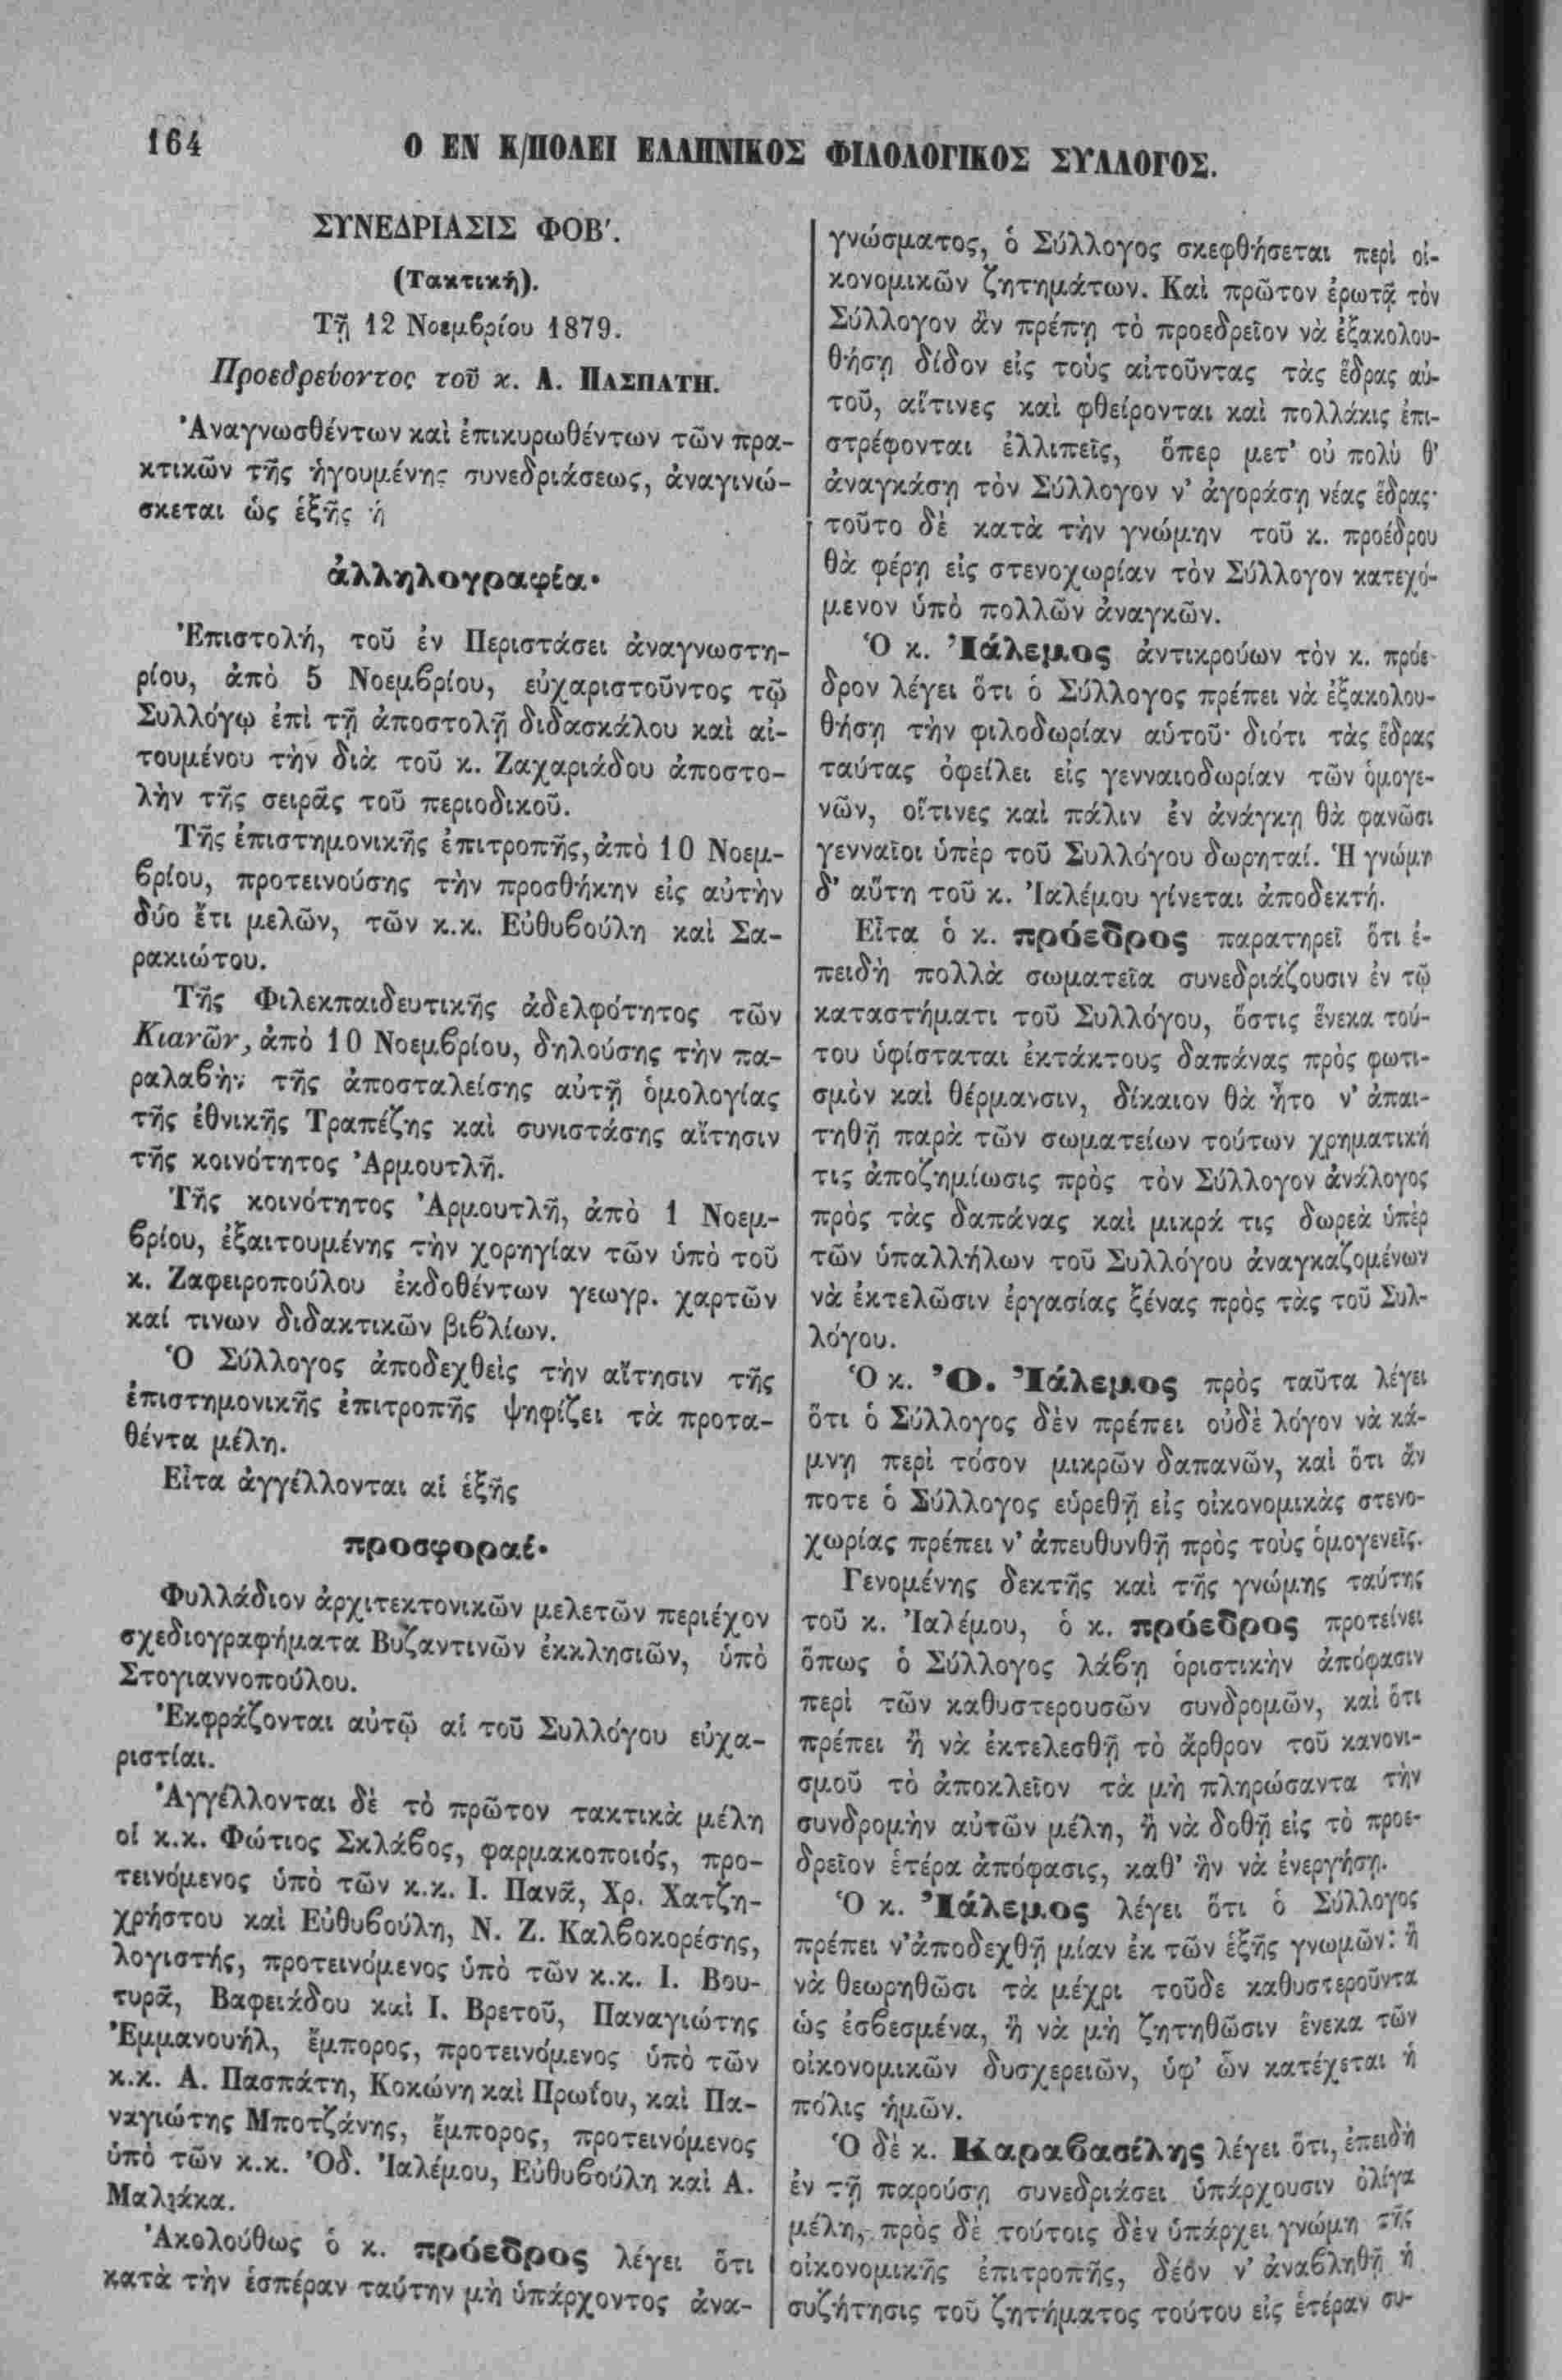 164
Ο ΕΝ Κ/ΠΟΛΕΙ ΕΛΛΗΝΙΚΟΣ ΦΙΛΟΛΟΓΙΚΟΣ ΣΥΛΛΟΓΟΣ.
ΣΥΝΕΔΡΙΑΣΙΣ ΦΟΒ′.
(Τακτική).
Τῇ 12 Νοεμβρίου 1879.
Προεδρεύοντος τοῦ κ. Α. ΠΑΣΠΑΤΗ.
Ἀναγνωσθέντων καὶ ἐπικυρωθέντων τῶν πρα-
κτικῶν τῆς ἡγουμένης συνεδριάσεως, ἀναγινώ-
σκεται ὡς ἑξῆς ἡ
ἀλληλογραφία·
Ἐπιστολή, τοῦ ἐν Περιστάσει ἀναγνωστη-
ρίου, ἀπὸ 5 Νοεμβρίου, εὐχαριστοῦντος τῷ
Συλλόγῳ ἐπὶ τῇ ἀποστολῇ διδασκάλου καὶ αἰ-
τουμένου τὴν διὰ τοῦ κ. Ζαχαριάδου ἀποστο-
λὴν τῆς σειρᾶς τοῦ περιοδικοῦ.
Τῆς ἐπιστημονικῆς ἐπιτροπῆς, ἀπὸ 10 Νοεμ-
βρίου, προτεινούσης τὴν προσθήκην εἰς αὐτὴν
δύο ἔτι μελῶν, τῶν κ.κ. Εὐθυβούλη καὶ Σα-
ρακιώτου.
Τῆς Φιλεκπαιδευτικῆς ἀδελφότητος τῶν
Κιανῶν, ἀπὸ 10 Νοεμβρίου, δηλούσης τὴν πα-
ραλαβὴν τῆς ἀποσταλείσης αὐτῇ ὁμολογίας
τῆς ἐθνικῆς Τραπέζης καὶ συνιστάσης αἴτησιν
τῆς κοινότητος Ἀρμουτλῆ.
Τῆς κοινότητος Ἀρμουτλῆ, ἀπὸ 1 Νοεμ-
βρίου, ἐξαιτουμένης τὴν χορηγίαν τῶν ὑπὸ τοῦ
κ. Ζαφειροπούλου ἐκδοθέντων γεωγρ. χαρτῶν
καί τινων διδακτικῶν βιβλίων.
Ὁ Σύλλογος ἀποδεχθεὶς τὴν αἴτησιν τῆς
ἐπιστημονικῆς ἐπιτροπῆς ψηφίζει τὰ προτα-
θέντα μέλη.
Εἶτα ἀγγέλλονται αἱ ἑξῆς
προσφοραί·
Φυλλάδιον ἀρχιτεκτονικῶν μελετῶν περιέχον
σχεδιογραφήματα Βυζαντινῶν ἐκκλησιῶν, ὑπὸ
Στογιαννοπούλου.
Ἐκφράζονται αὐτῷ αἱ τοῦ Συλλόγου εὐχα-
ριστίαι.
Ἀγγέλλονται δὲ τὸ πρῶτον τακτικὰ μέλη
οἱ κ.κ. Φώτιος Σκλάβος, φαρμακοποιός, προ-
τεινόμενος ὑπὸ τῶν κ.κ. Ι. Πανᾶ, Χρ. Χατζη-
χρήστου καὶ Εὐθυβούλη, Ν. Ζ. Καλβοκορέσης,
λογιστής, προτεινόμενος ὑπὸ τῶν κ.κ. Ι. Βου-
τυρᾶ, Βαφειάδου καὶ Ι. Βρετοῦ, Παναγιώτης
Ἐμμανουήλ, ἔμπορος, προτεινόμενος ὑπὸ τῶν
κ.κ. Α. Πασπάτη, Κοκώνη καὶ Πρωΐου, καὶ Πα-
ναγιώτης Μποτζάνης, ἔμπορος, προτεινόμενος
ὑπὸ τῶν κ.κ. Ὀδ. Ἰαλέμου, Εὐθυβούλη καὶ Α.
Μαλιάκα.
Ἀκολούθως ὁ κ. πρόεδρος λέγει ὅτι
κατὰ τὴν ἑσπέραν ταύτην μὴ ὑπάρχοντος ἀνα-
γνώσματος, ὁ Σύλλογος σκεφθήσεται περὶ οἰ-
κονομικῶν ζητημάτων. Καὶ πρῶτον ἐρωτᾷ τὸν
Σύλλογον ἂν πρέπῃ τὸ προεδρεῖον νὰ ἐξακολου-
θήσῃ δίδον εἰς τοὺς αἰτοῦντας τὰς ἕδρας αὑ-
τοῦ, αἵτινες καὶ φθείρονται καὶ πολλάκις ἐπι-
στρέφονται ἐλλιπεῖς, ὅπερ μετ' οὐ πολὺ θ'
ἀναγκάσῃ τὸν Σύλλογον ν' ἀγοράσῃ νέας ἕδρας·
τοῦτο δὲ κατὰ τὴν γνώμην τοῦ κ. προέδρου
θὰ φέρῃ εἰς στενοχωρίαν τὸν Σύλλογον κατεχό-
μενον ὑπὸ πολλῶν ἀναγκῶν.
Ὁ κ. Ἰάλεμος ἀντικρούων τὸν κ. πρόε-
δρον λέγει ὅτι ὁ Σύλλογος πρέπει νὰ ἐξακολου-
θήσῃ τὴν φιλοδωρίαν αὑτοῦ· διότι τὰς ἕδρας
ταύτας ὀφείλει εἰς γενναιοδωρίαν τῶν ὁμογε-
νῶν, οἵτινες καὶ πάλιν ἐν ἀνάγκῃ θὰ φανῶσι
γενναῖοι ὑπὲρ τοῦ Συλλόγου δωρηταί. Ἡ γνώμη
δ' αὕτη τοῦ κ. Ἰαλέμου γίνεται ἀποδεκτή.
Εἶτα ὁ κ. πρόεδρος παρατηρεῖ ὅτι ἐ-
πειδὴ πολλὰ σωματεῖα συνεδριάζουσιν ἐν τῷ
καταστήματι τοῦ Συλλόγου, ὅστις ἕνεκα τού-
του ὑφίσταται ἐκτάκτους δαπάνας πρὸς φωτι-
σμὸν καὶ θέρμανσιν, δίκαιον θὰ ἦτο ν' ἀπαι-
τηθῇ παρὰ τῶν σωματείων τούτων χρηματική
τις ἀποζημίωσις πρὸς τὸν Σύλλογον ἀνάλογος
πρὸς τὰς δαπάνας καὶ μικρά τις δωρεὰ ὑπὲρ
τῶν ὑπαλλήλων τοῦ Συλλόγου ἀναγκαζομένων
νὰ ἐκτελῶσιν ἐργασίας ξένας πρὸς τὰς τοῦ Συλ-
λόγου.
Ὁ κ. Ὀ. Ἰάλεμος πρὸς ταῦτα λέγει
ὅτι ὁ Σύλλογος δὲν πρέπει οὐδὲ λόγον νὰ κά-
μνῃ περὶ τόσον μικρῶν δαπανῶν, καὶ ὅτι ἄν
ποτε ὁ Σύλλογος εὑρεθῇ εἰς οἰκονομικὰς στενο-
χωρίας πρέπει ν' ἀπευθυνθῇ πρὸς τοὺς ὁμογενεῖς.
Γενομένης δεκτῆς καὶ τῆς γνώμης ταύτης
τοῦ κ. Ἰαλέμου, ὁ κ. πρόεδρος προτείνει
ὅπως ὁ Σύλλογος λάβῃ ὁριστικὴν ἀπόφασιν
περὶ τῶν καθυστερουσῶν συνδρομῶν, καὶ ὅτι
πρέπει ἢ νὰ ἐκτελεσθῇ τὸ ἄρθρον τοῦ κανονι-
σμοῦ τὸ ἀποκλεῖον τὰ μὴ πληρώσαντα τὴν
συνδρομὴν αὑτῶν μέλη, ἢ νὰ δοθῇ εἰς τὸ προε-
δρεῖον ἑτέρα ἀπόφασις, καθ' ἣν νὰ ἐνεργήσῃ.
Ὁ κ. Ἰάλεμος λέγει ὅτι ὁ Σύλλογος
πρέπει ν' ἀποδεχθῇ μίαν ἐκ τῶν ἑξῆς γνωμῶν: ἢ
νὰ θεωρηθῶσι τὰ μέχρι τοῦδε καθυστεροῦντα
ὡς ἐσβεσμένα, ἢ νὰ μὴ ζητηθῶσιν ἕνεκα τῶν
οἰκονομικῶν δυσχερειῶν, ὑφ' ὧν κατέχεται ἡ
πόλις ἡμῶν.
Ὁ δὲ κ. Καραβασίλης λέγει ὅτι, ἐπειδὴ
ἐν τῇ παρούσῃ συνεδριάσει ὑπάρχουσιν ὀλίγα
μέλη, πρὸς δὲ τούτοις δὲν ὑπάρχει γνώμη τῆς
οἰκονομικῆς ἐπιτροπῆς, δέον ν' ἀναβληθῇ ἡ
συζήτησις τοῦ ζητήματος τούτου εἰς ἑτέραν συ-